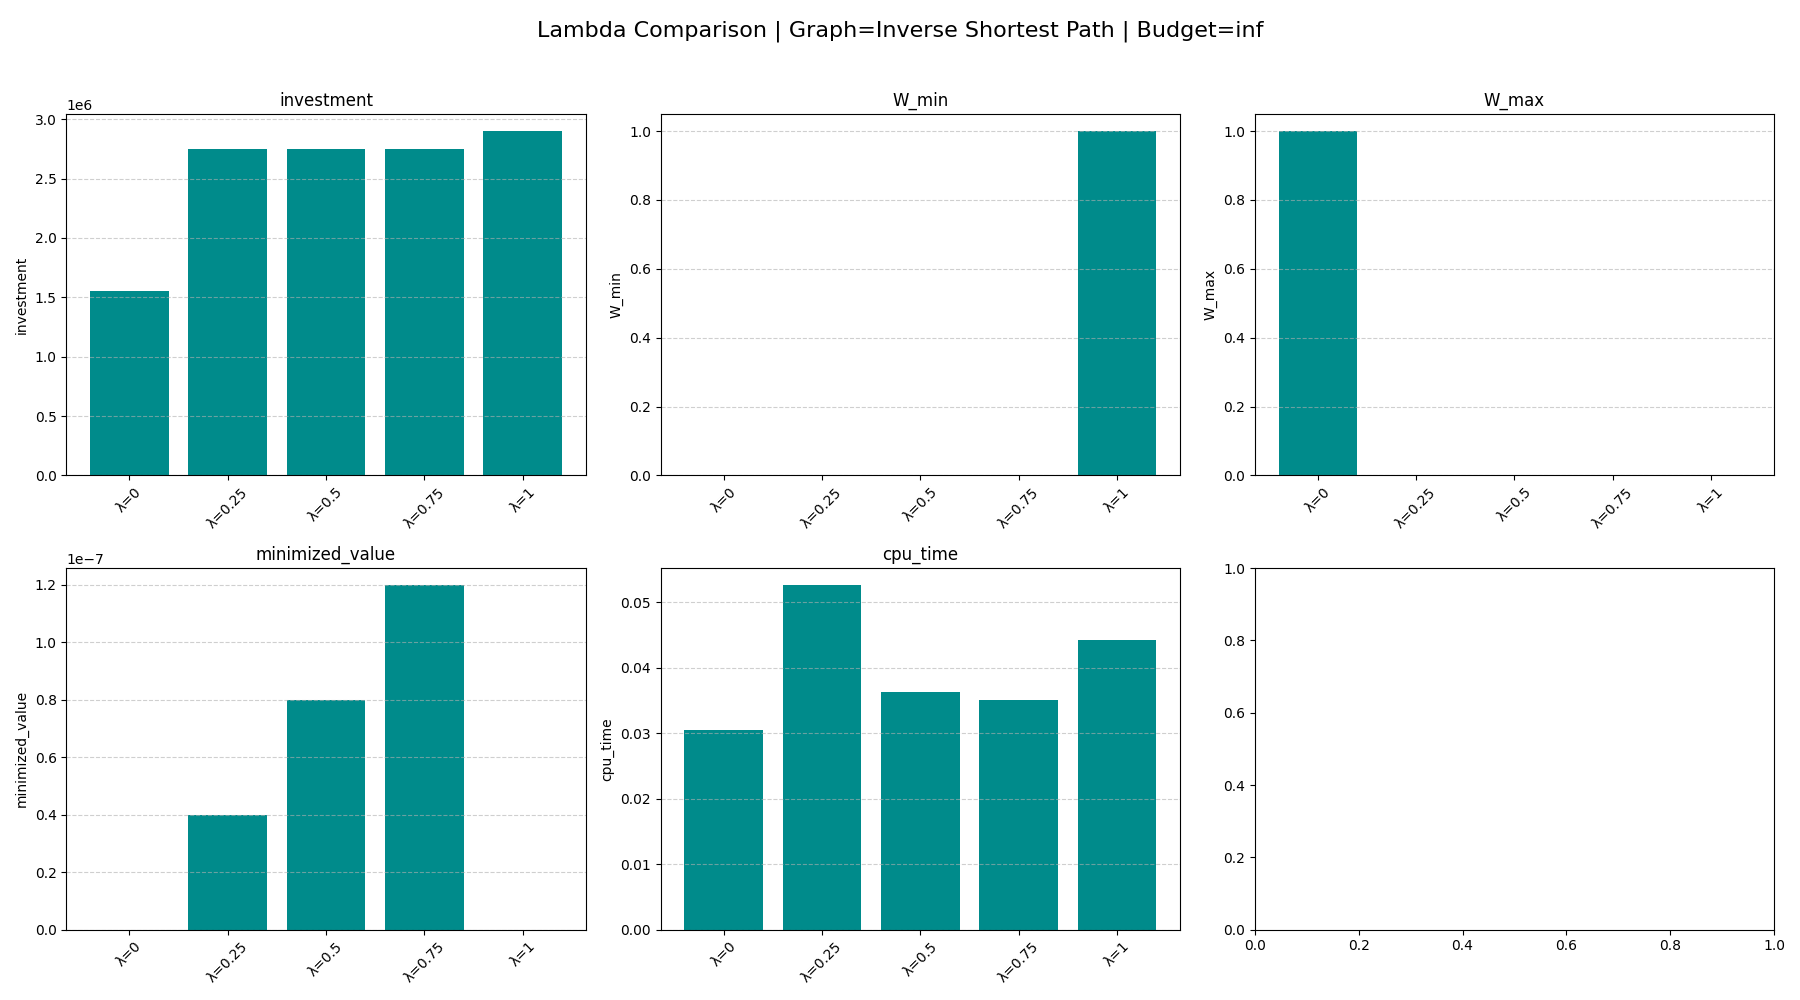 Lambda Comparison | Graph=Inverse Shortest Path | Budget=inf
investment
1e6
3.0
2.5
2.0
1.5
1.0
0.5
0.0
investment
λ=0
λ=0.25
λ=0.5
λ=0.75
λ=1
W_min
1.0
0.8
0.6
0.4
0.2
0.0
W_min
λ=0
λ=0.25
λ=0.5
λ=0.75
λ=1
W_max
1.0
0.8
0.6
0.4
0.2
0.0
W_max
λ=0
λ=0.25
λ=0.5
λ=0.75
λ=1
minimized_value
1e−7
1.2
1.0
0.8
0.6
0.4
0.2
0.0
minimized_value
λ=0
λ=0.25
λ=0.5
λ=0.75
λ=1
cpu_time
0.05
0.04
0.03
0.02
0.01
0.00
cpu_time
λ=0
λ=0.25
λ=0.5
λ=0.75
λ=1
1.0
0.8
0.6
0.4
0.2
0.0
0.0 0.2 0.4 0.6 0.8 1.0